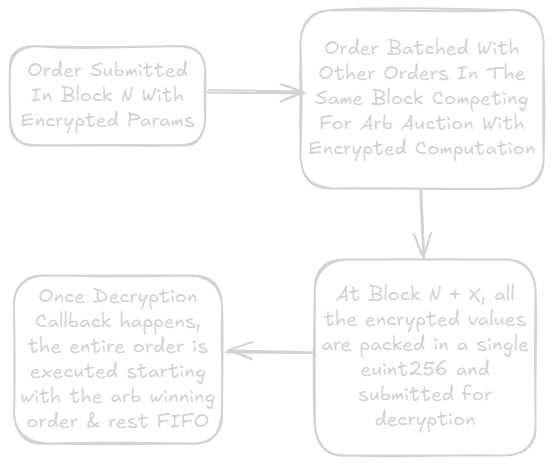 Order Submitted
In Block N With
Encrypted Params
Order Batched With
Other Orders In The
Same Block Competing
For Arb Auction With
Encrypted Computation
At Block N + X, all
the encrypted values
are packed in a single
euint256 and
submitted for
decryption
Once Decryption
Callback happens,
the entire order is
executed starting
with the arb winning
order & rest FIFO